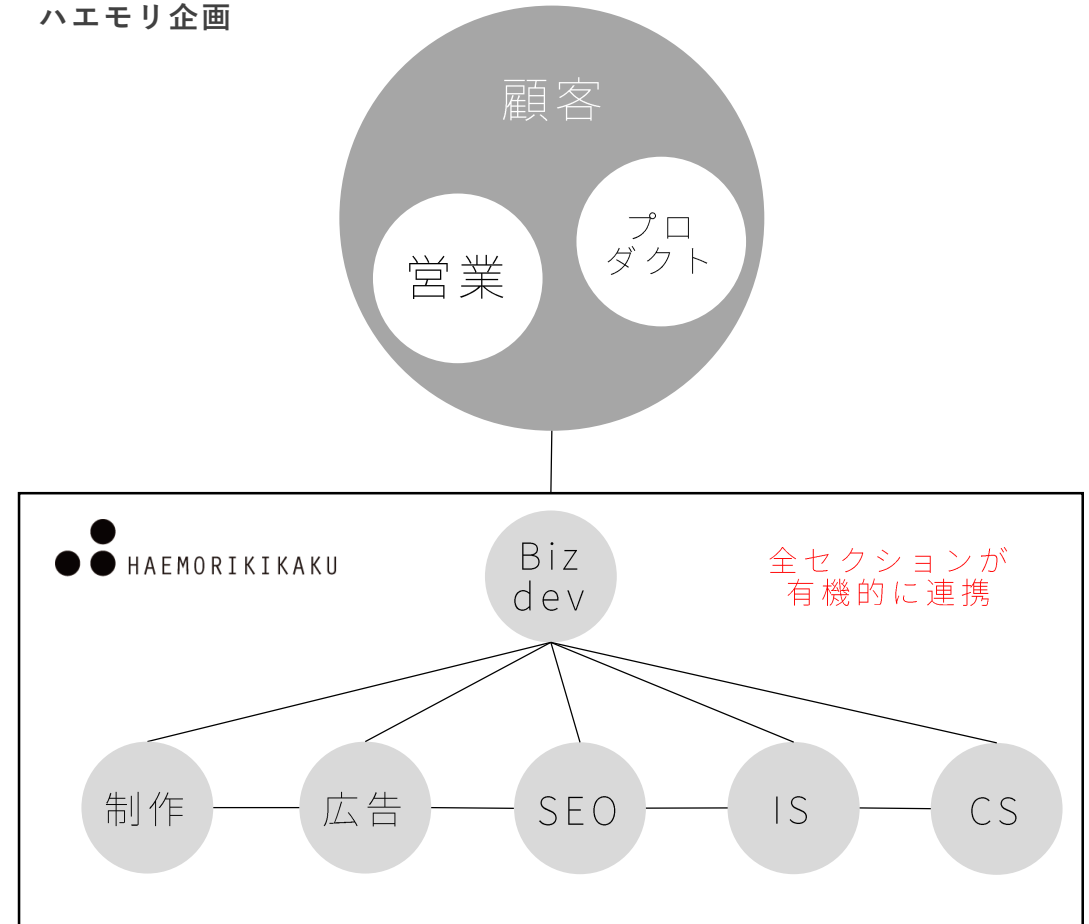 ハエモリ企画
顧客
営業
プロ
ダクト
HAEMORIKIKAKU
Biz
dev
全セクションが
有機的に連携
制作
広告
SEO
IS
CS